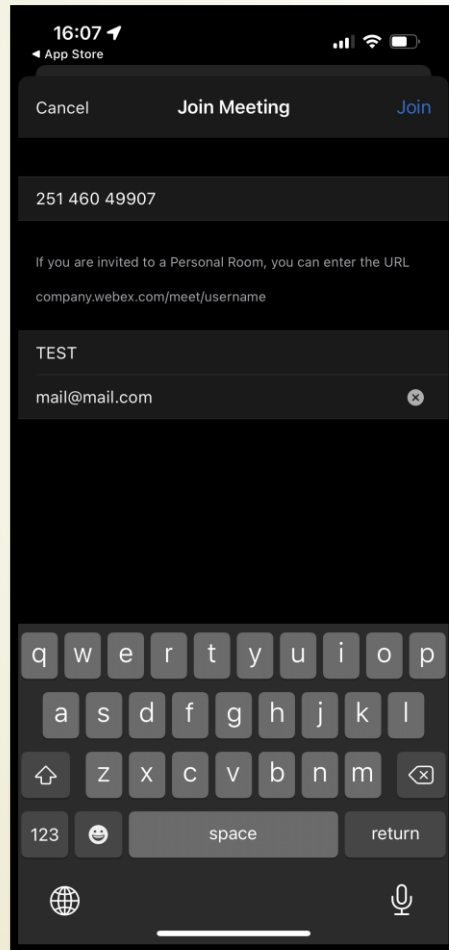 16:07
App Store
Cancel
Join Meeting
Join
251 460 49907
If you are invited to a Personal Room, you can enter the URL
company.webex.com/meet/username
TEST
mail@mail.com
q w e r t y u i o p
a s d f g h j k l
z x c v b n m
123
space
return